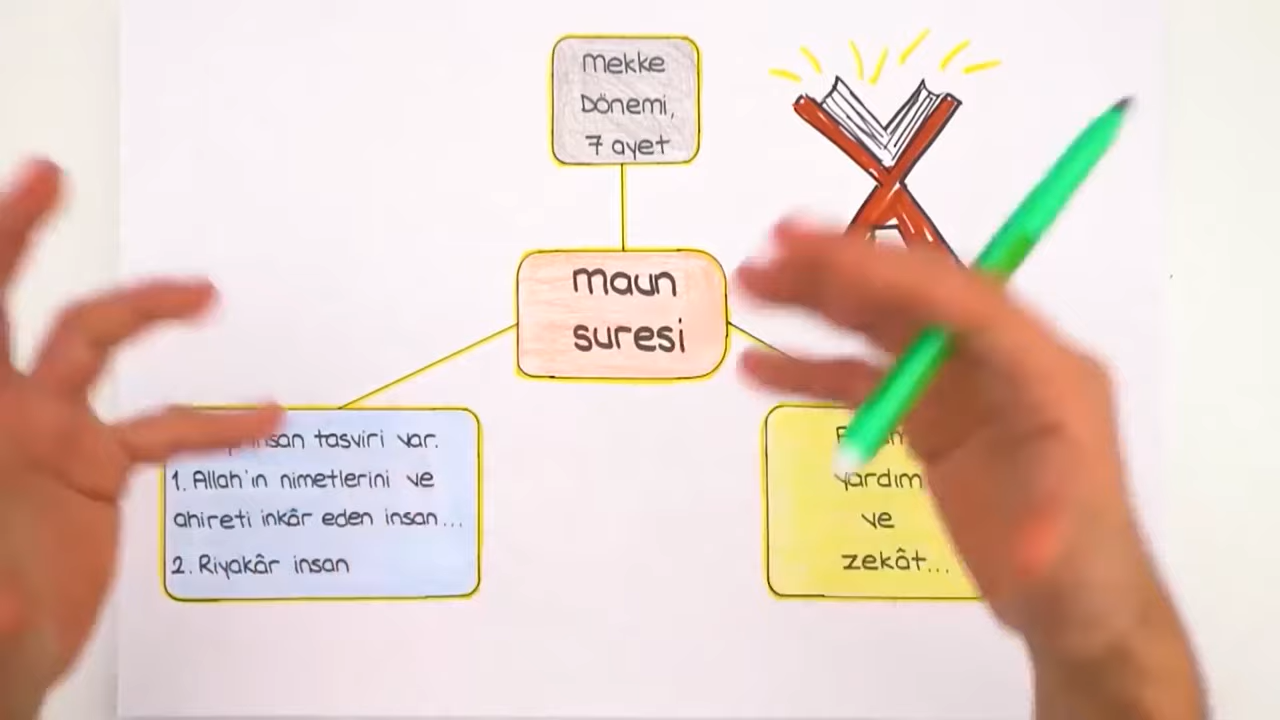 Mekke
Dönemi,
7 ayet
Maun
suresi
insan tasviri var.
1. Allah'ın nimetlerini ve
ahireti inkâr eden insan...
2. Riyakâr insan
yardım
ve
zekât...